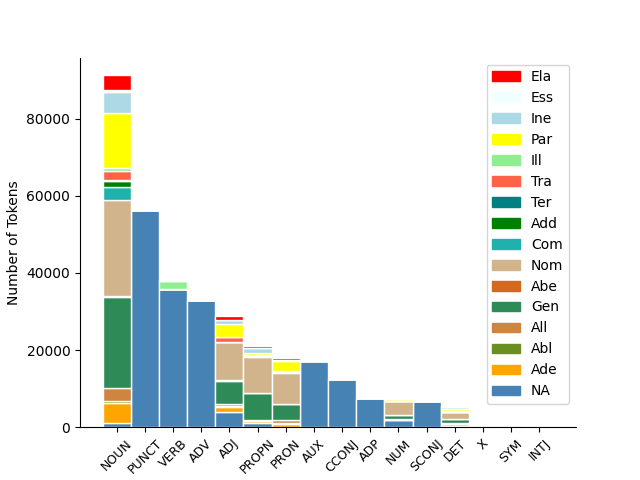 Number of Tokens
80000
60000
40000
20000
0
NOUN
PUNCT
VERB
ADV
ADJ
PROPN
PRON
AUX
CCONJ
ADP
NUM
SCONJ
DET
X
SYM
INTJ
Ela
Ess
Ine
Par
Ill
Tra
Ter
Add
Com
Nom
Abe
Gen
All
Abl
Ade
NA